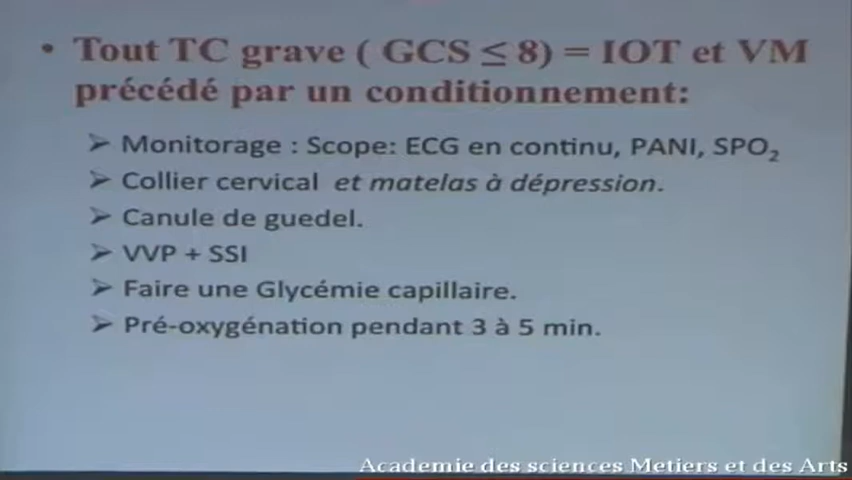 • Tout TC grave ( GCS ≤ 8) = IOT et VM
précédé par un conditionnement:
➢ Monitorage : Scope: ECG en continu, PANI, SPO₂
➢ Collier cervical et matelas à dépression.
➢ Canule de guedel.
➢ VVP + SSI
➢ Faire une Glycémie capillaire.
➢ Pré-oxygénation pendant 3 à 5 min.
Academie des sciences Metiers et des Arts